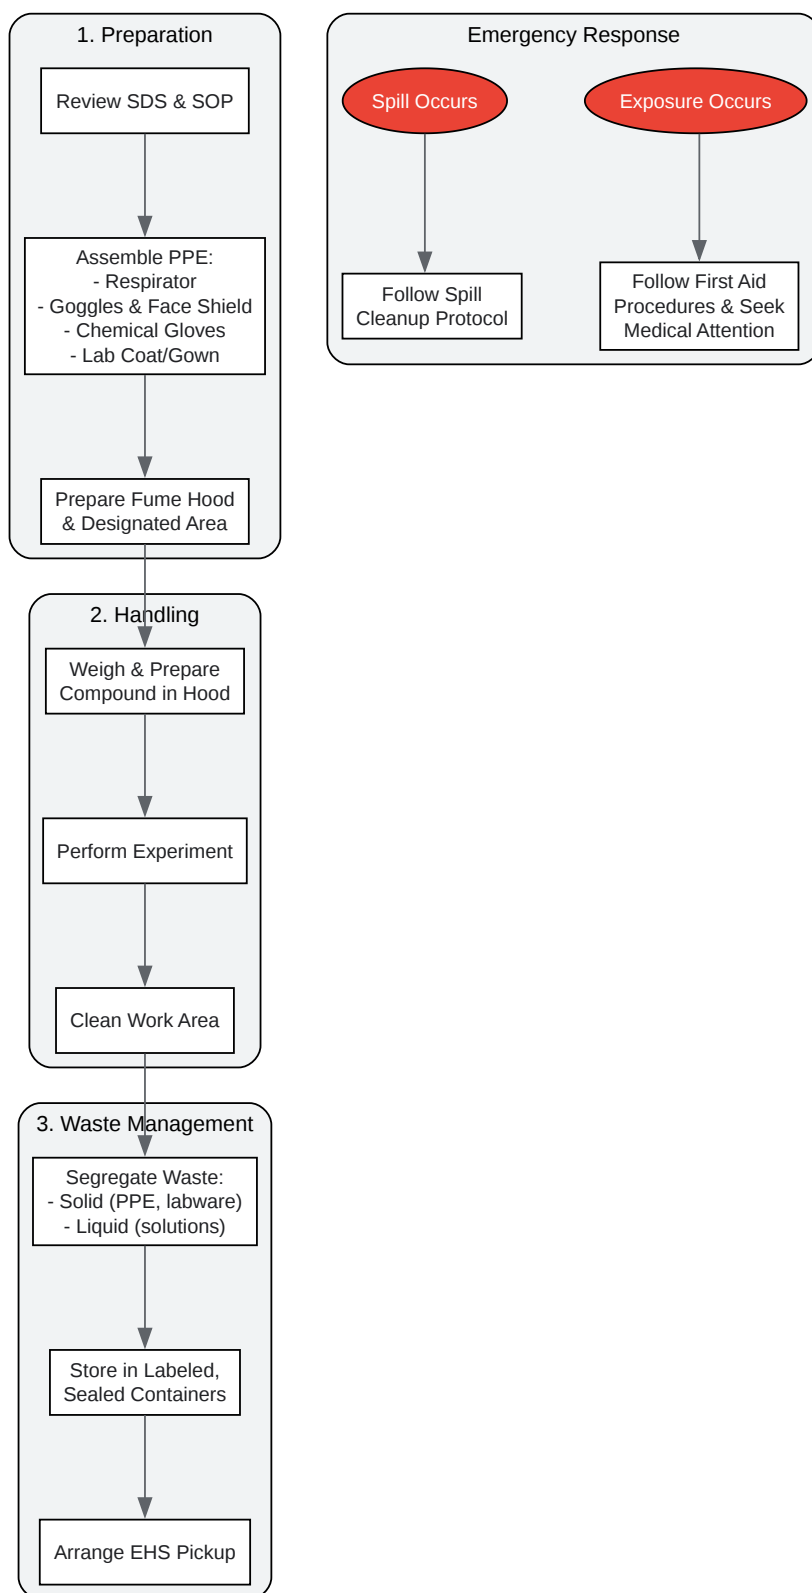 1. Preparation
Review SDS & SOP
Assemble PPE:
- Respirator
- Goggles & Face Shield
- Chemical Gloves
- Lab Coat/Gown
Prepare Fume Hood
& Designated Area
2. Handling
Weigh & Prepare
Compound in Hood
Perform Experiment
Clean Work Area
3. Waste Management
Segregate Waste:
- Solid (PPE, labware)
- Liquid (solutions)
Store in Labeled,
Sealed Containers
Arrange EHS Pickup
Emergency Response
Spill Occurs
Follow Spill
Cleanup Protocol
Exposure Occurs
Follow First Aid
Procedures & Seek
Medical Attention